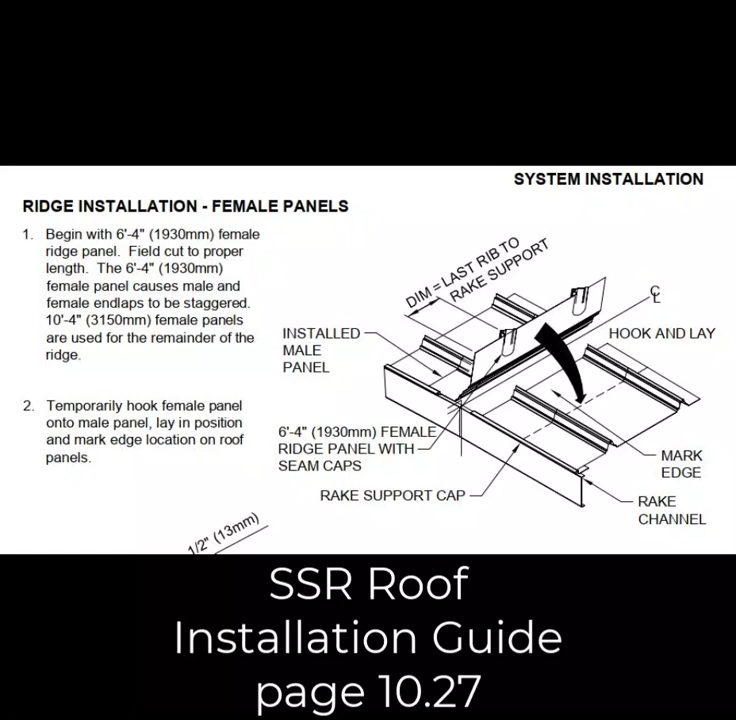 SYSTEM INSTALLATION
RIDGE INSTALLATION - FEMALE PANELS
1. Begin with 6'-4" (1930mm) female
ridge panel. Field cut to proper
length. The 6'-4" (1930mm)
female panel causes male and
female endlaps to be staggered.
10'-4" (3150mm) female panels
are used for the remainder of the
ridge.
2. Temporarily hook female panel
onto male panel, lay in position
and mark edge location on roof
panels.
DIM = LAST RIB TO
RAKE SUPPORT
℄
INSTALLED
MALE
PANEL
HOOK AND LAY
6'-4" (1930mm) FEMALE
RIDGE PANEL WITH
SEAM CAPS
MARK
EDGE
RAKE SUPPORT CAP
RAKE
CHANNEL
1/2" (13mm)
SSR Roof
Installation Guide
page 10.27